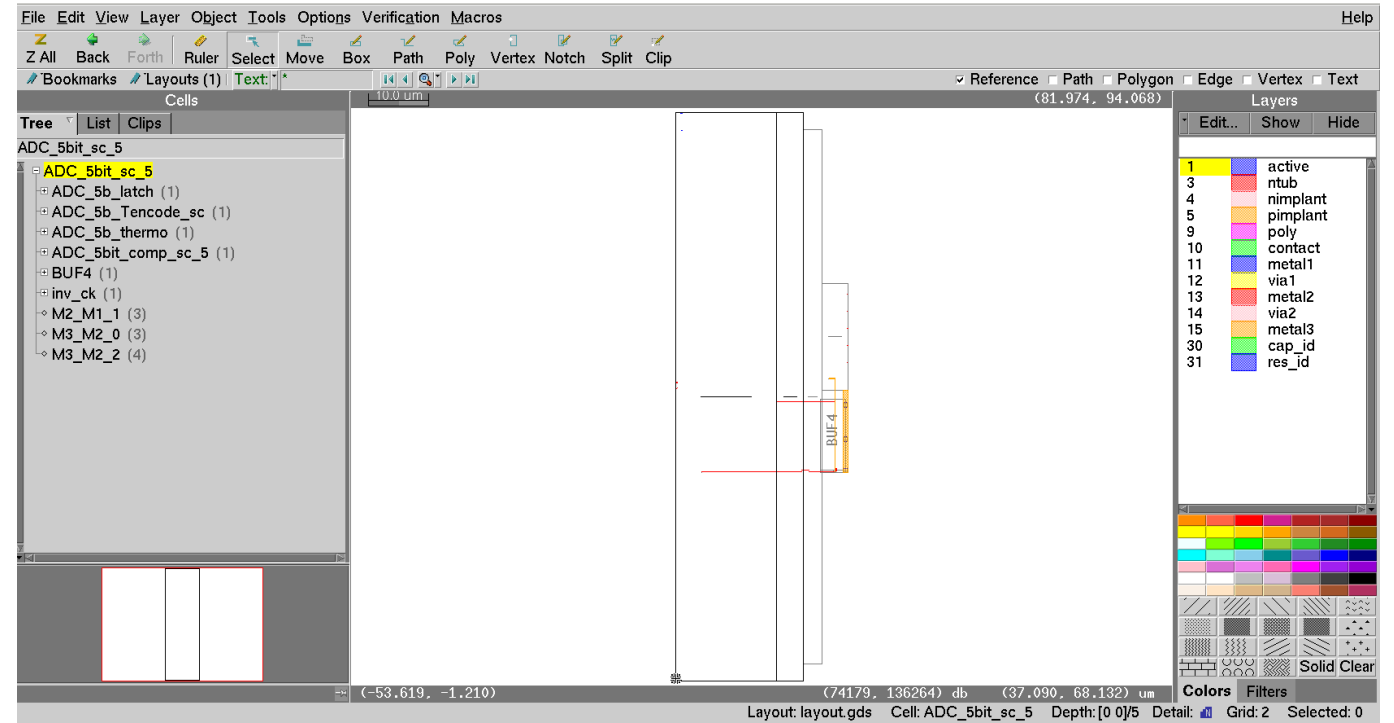 File Edit View Layer Object Tools Options Verification Macros Help
Z All Back Forth Ruler Select Move Box Path Poly Vertex Notch Split Clip
Bookmarks Layouts (1) Text: * Reference Path Polygon Edge Vertex Text
Cells 10.0 um (81.974, 94.068) Layers
Tree List Clips Edit... Show Hide
ADC_5bit_sc_5
ADC_5bit_sc_5
ADC_5b_latch (1)
ADC_5b_Tencode_sc (1)
ADC_5b_thermo (1)
ADC_5bit_comp_sc_5 (1)
BUF4 (1)
inv_ck (1)
M2_M1_1 (3)
M3_M2_0 (3)
M3_M2_2 (4)
BUF4
1 active
3 ntub
4 nimplant
5 pimplant
9 poly
10 contact
11 metal1
12 via1
13 metal2
14 via2
15 metal3
30 cap_id
31 res_id
Solid Clear
(-53.619, -1.210) (74179, 136264) db (37.090, 68.132) um Colors Filters
Layout: layout.gds Cell: ADC_5bit_sc_5 Depth:[0 0]/5 Detail: Grid: 2 Selected: 0